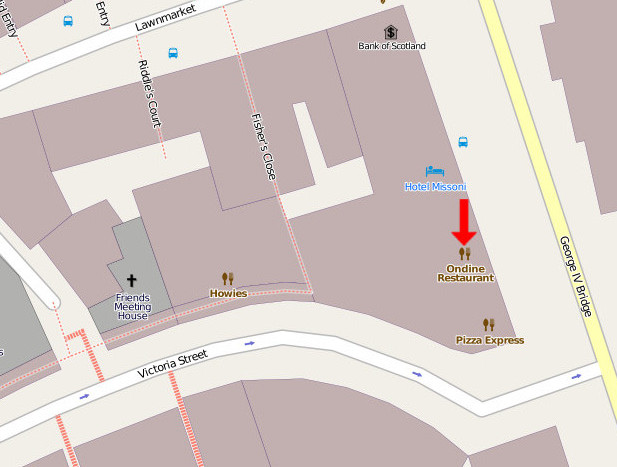 Lawnmarket
Entry
Entry
Riddle's Court
Fisher's Close
$
Bank of Scotland
Hotel Missoni
Ondine
Restaurant
George IV Bridge
Howies
Friends
Meeting
House
Pizza Express
Victoria Street